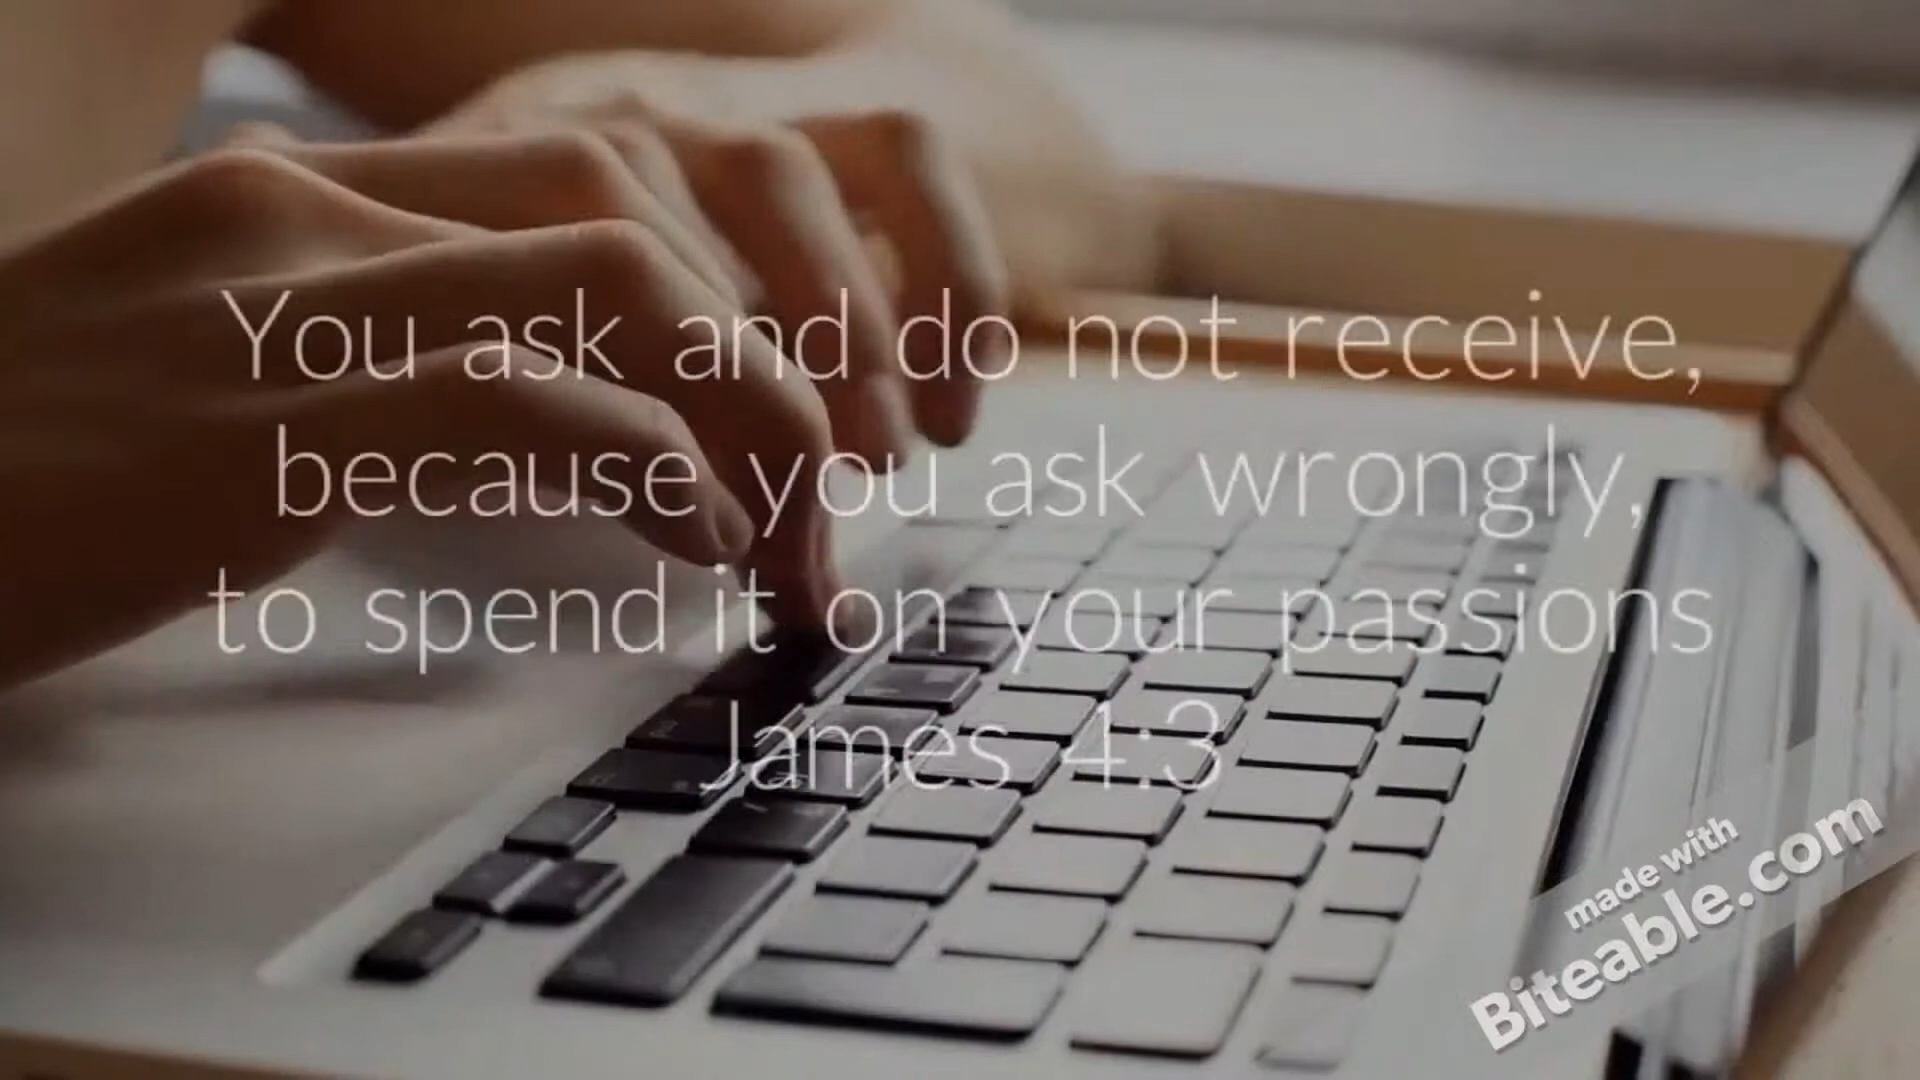 You ask and do not receive,
because you ask wrongly,
to spend it on your passions
James 4:3
made with
Biteable.com